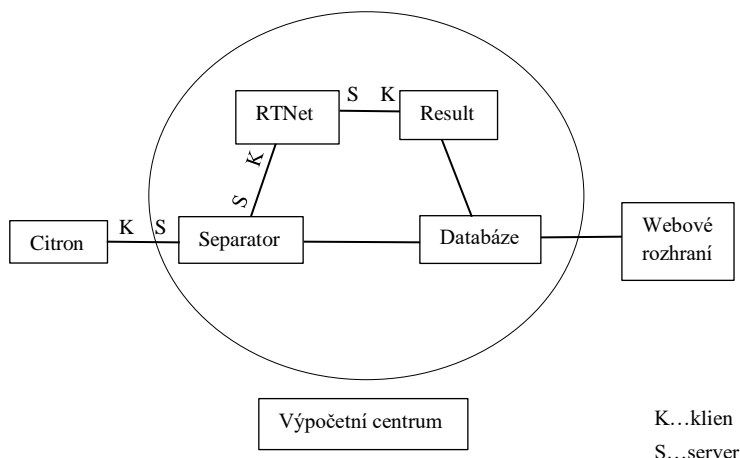 S K
RTNet
Result
K
S
K S
Citron
Separator
Databáze
Webové
rozhraní
Výpočetní centrum
K…klien
S…server